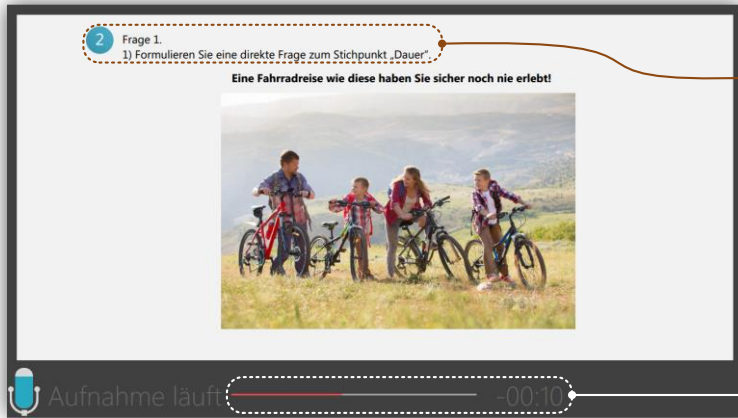 2 Frage 1.
1) Formulieren Sie eine direkte Frage zum Stichpunkt „Dauer“.
Eine Fahrradreise wie diese haben Sie sicher noch nie erlebt!
Aufnahme läuft -00:10